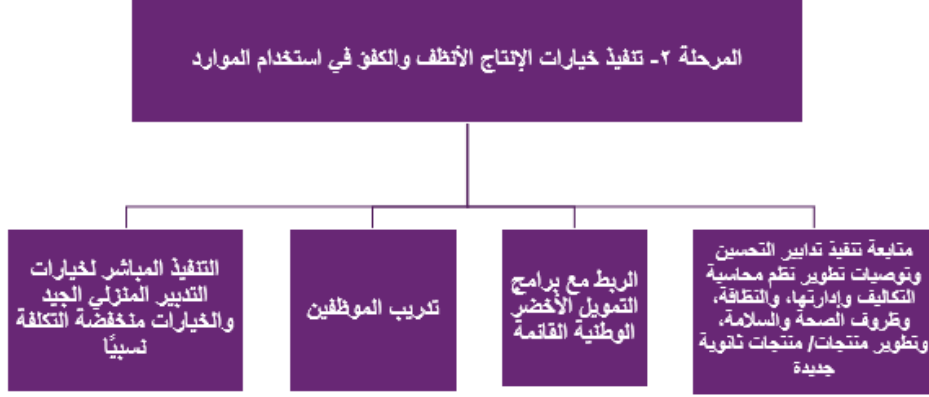 المرحلة ٢- تنفيذ خيارات الإنتاج الأنظف والكفؤ في استخدام الموارد
متابعة تنفيذ تدابير التحسين
وتوصيات تطوير نظم محاسبة
التكاليف وإدارتها، والنظافة،
وظروف الصحة والسلامة،
وتطوير منتجات/ منتجات ثانوية
جديدة
الربط مع برامج
التمويل الأخضر
الوطنية القائمة
تدريب الموظفين
التنفيذ المباشر لخيارات
التدبير المنزلي الجيد
والخيارات منخفضة التكلفة
نسبيًا